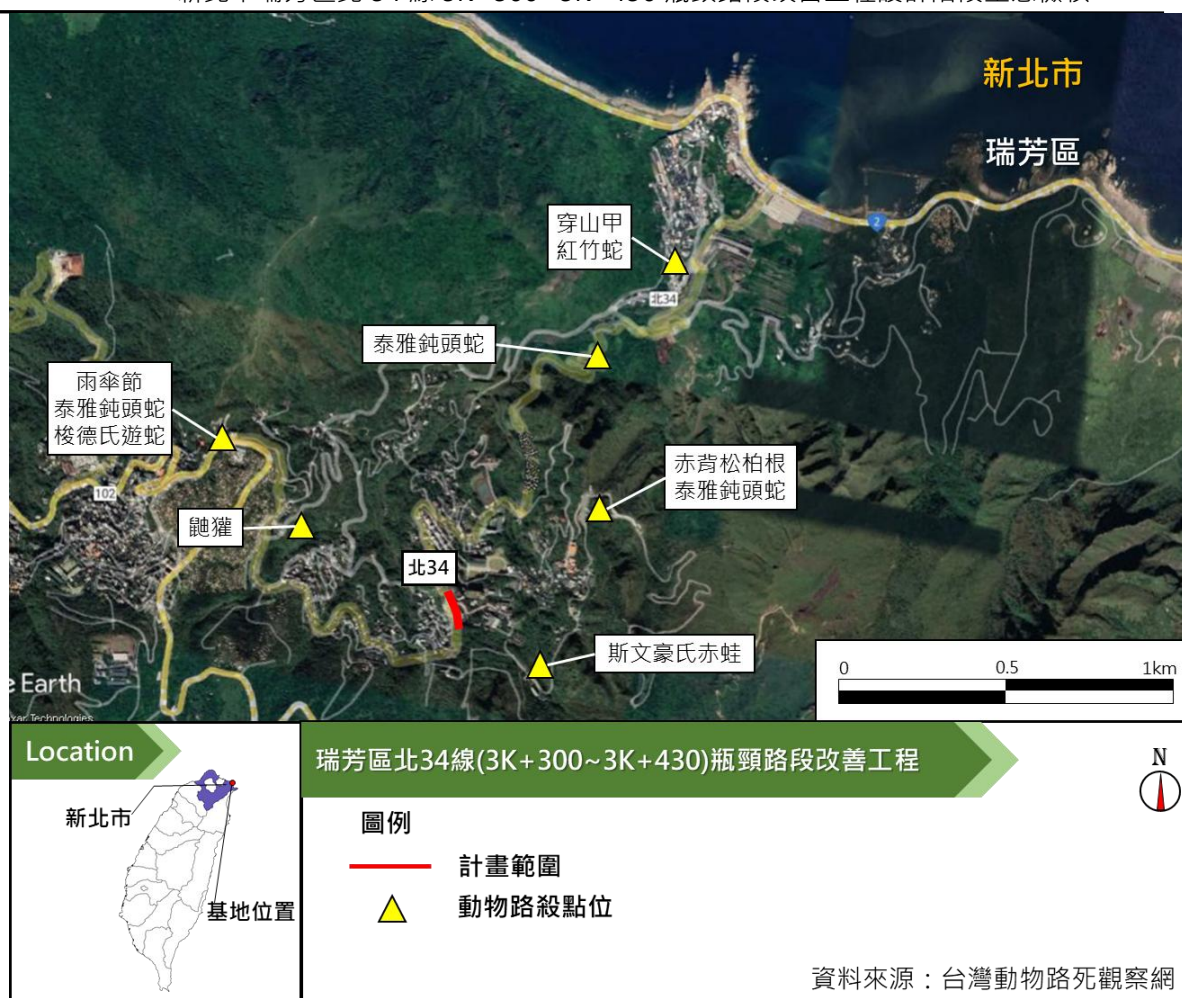 新北市
瑞芳區
穿山甲
紅竹蛇
2
北34
泰雅鈍頭蛇
雨傘節
泰雅鈍頭蛇
梭德氏遊蛇
赤背松柏根
泰雅鈍頭蛇
102
鼬獾
北34
斯文豪氏赤蛙
0 0.5 1km
Earth
Technologies
Location
瑞芳區北34線(3K+300~3K+430)瓶頸路段改善工程
N
新北市
圖例
計畫範圍
基地位置
動物路殺點位
資料來源：台灣動物路死觀察網